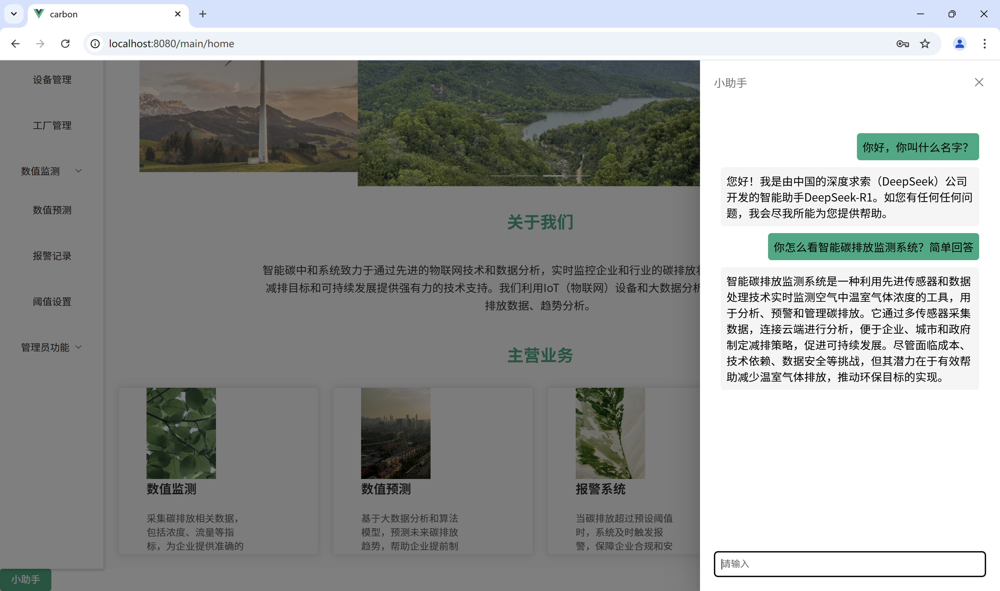 carbon
localhost:8080/main/home
设备管理
工厂管理
数值监测
数值预测
报警记录
阈值设置
管理员功能
小助手
关于我们
智能碳中和系统致力于通过先进的物联网技术和数据分析，实时监控企业和行业的碳排放
减排目标和可持续发展提供强有力的技术支持。我们利用IoT（物联网）设备和大数据分析
排放数据、趋势分析。
主营业务
数值监测
采集碳排放相关数据，
包括浓度、流量等指
标，为企业提供准确的
数值预测
基于大数据分析和算法
模型，预测未来碳排放
趋势，帮助企业提前制
报警系统
当碳排放超过预设阈值
时，系统及时触发报
警，保障企业合规和安
小助手
你好，你叫什么名字？
您好！我是由中国的深度求索（DeepSeek）公司
开发的智能助手DeepSeek-R1。如您有任何任何问
题，我会尽我所能为您提供帮助。
你怎么看智能碳排放监测系统？简单回答
智能碳排放监测系统是一种利用先进传感器和数据
处理技术实时监测空气中温室气体浓度的工具，用
于分析、预警和管理碳排放。它通过多传感器采集
数据，连接云端进行分析，便于企业、城市和政府
制定减排策略，促进可持续发展。尽管面临成本、
技术依赖、数据安全等挑战，但其潜力在于有效帮
助减少温室气体排放，推动环保目标的实现。
请输入